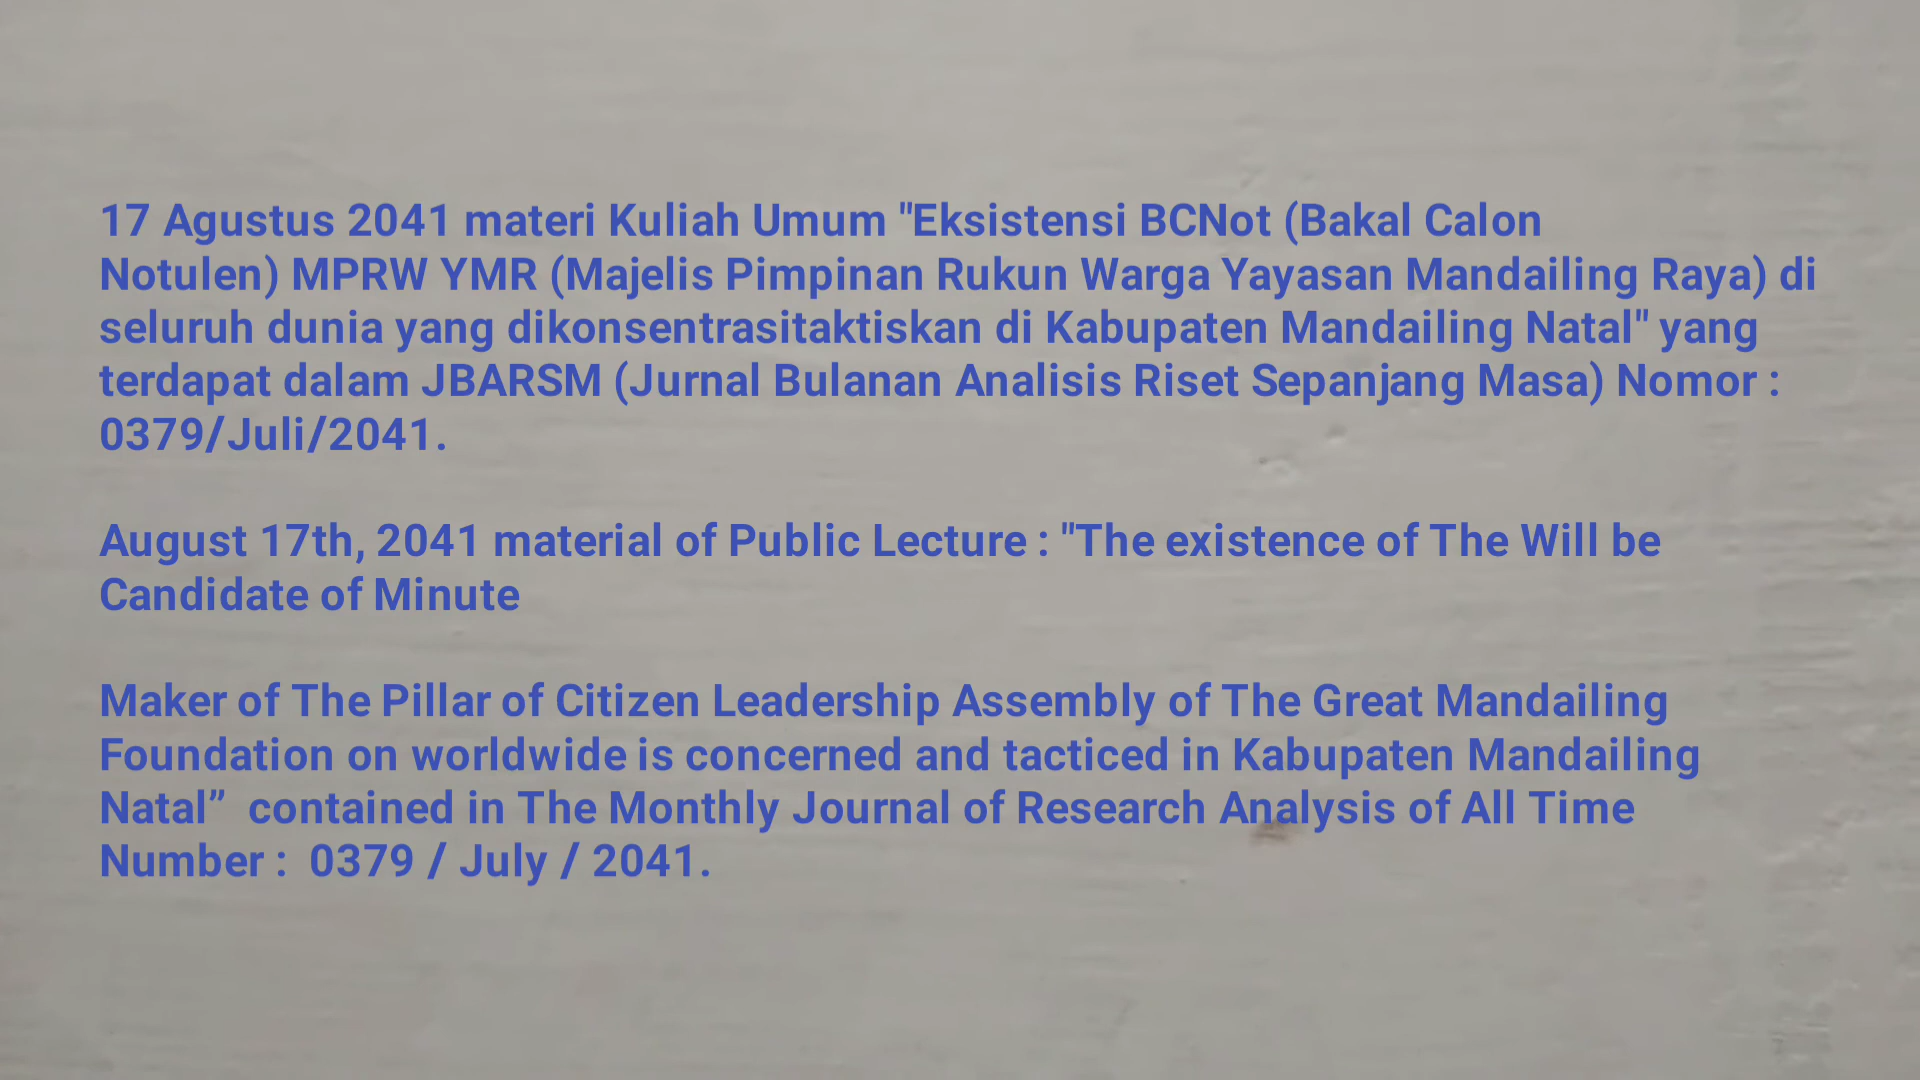 17 Agustus 2041 materi Kuliah Umum "Eksistensi BCNot (Bakal Calon
Notulen) MPRW YMR (Majelis Pimpinan Rukun Warga Yayasan Mandailing Raya) di
seluruh dunia yang dikonsentrasitaktiskan di Kabupaten Mandailing Natal" yang
terdapat dalam JBARSM (Jurnal Bulanan Analisis Riset Sepanjang Masa) Nomor :
0379/Juli/2041.
August 17th, 2041 material of Public Lecture : "The existence of The Will be
Candidate of Minute
Maker of The Pillar of Citizen Leadership Assembly of The Great Mandailing
Foundation on worldwide is concerned and tacticed in Kabupaten Mandailing
Natal”  contained in The Monthly Journal of Research Analysis of All Time
Number :  0379 / July / 2041.